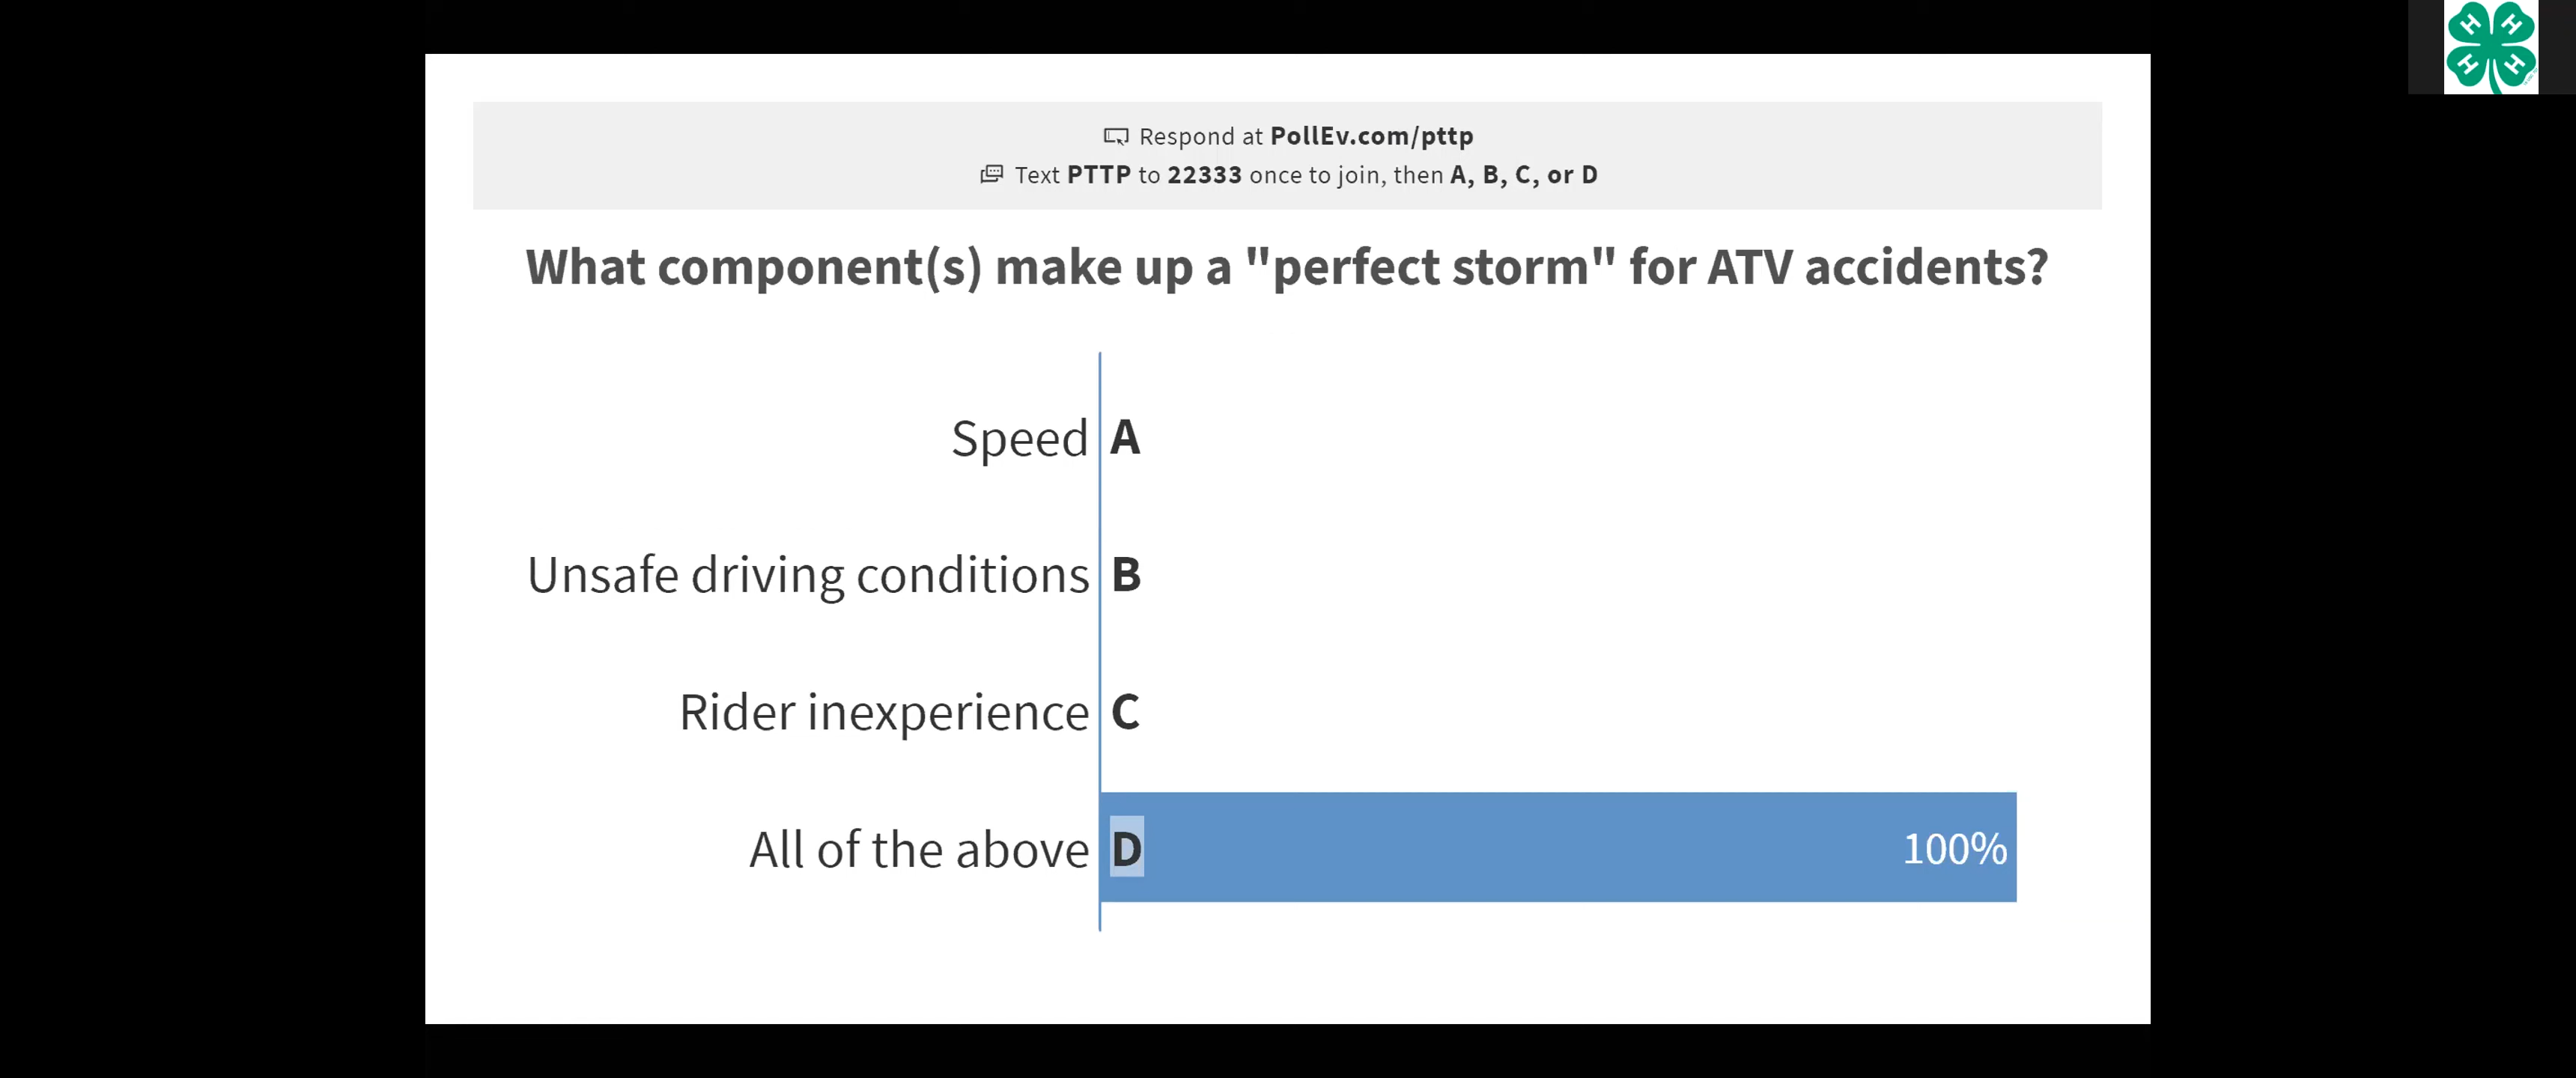 Respond at PollEv.com/pttp
Text PTTP to 22333 once to join, then A, B, C, or D
What component(s) make up a "perfect storm" for ATV accidents?
Speed A
Unsafe driving conditions B
Rider inexperience C
All of the above D 100%
H H
H H